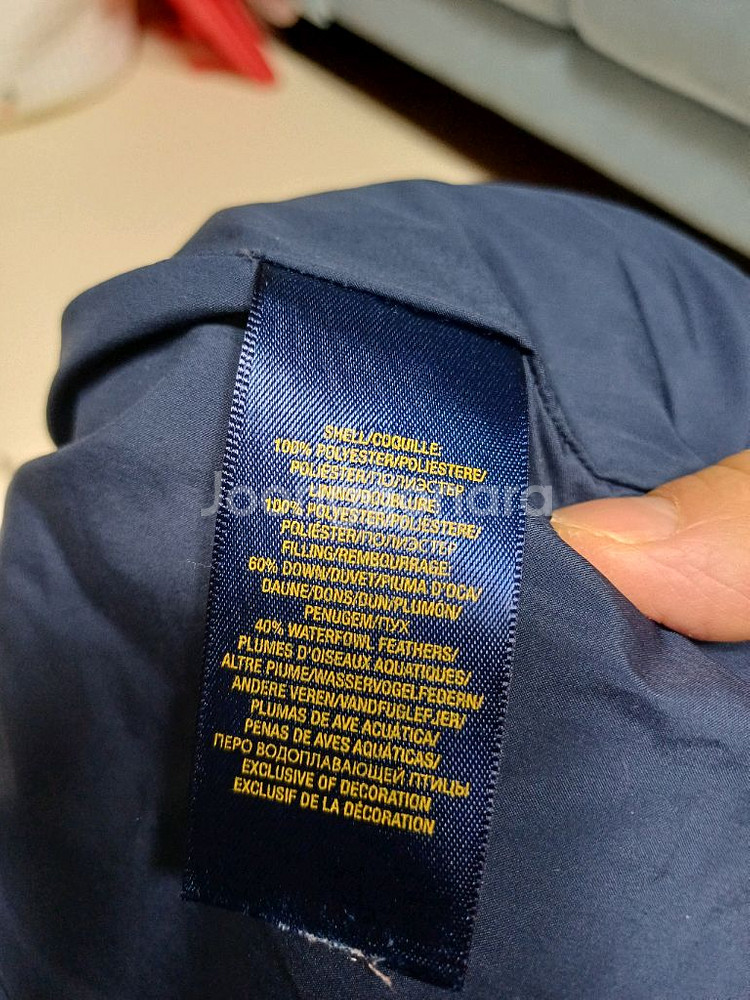 SHELL/COQUILLE
100% POLYESTER/POLIESTERE/
POLIÉSTER/ПОЛИЭСТЕР
LINING/DOUBLURE
100% POLYESTER/POLIESTERE/
POLIÉSTER/ПОЛИЭСТЕР
FILLING/REMBOURRAGE
60% DOWN/DUVET/PIUMA D'OCA/
DAUNE/DONS/DUN/PLUMÓN/
PENUGEM/ПУХ
40% WATERFOWL FEATHERS/
PLUMES D'OISEAUX AQUATIQUES/
ALTRE PIUME/WASSERVOGELFEDERN/
ANDERE VEREN/VANDFUGLEFJER/
PLUMAS DE AVE ACUÁTICA/
PENAS DE AVES AQUÁTICAS/
ПЕРО ВОДОПЛАВАЮЩЕЙ ПТИЦЫ
EXCLUSIVE OF DECORATION
EXCLUSIF DE LA DÉCORATION